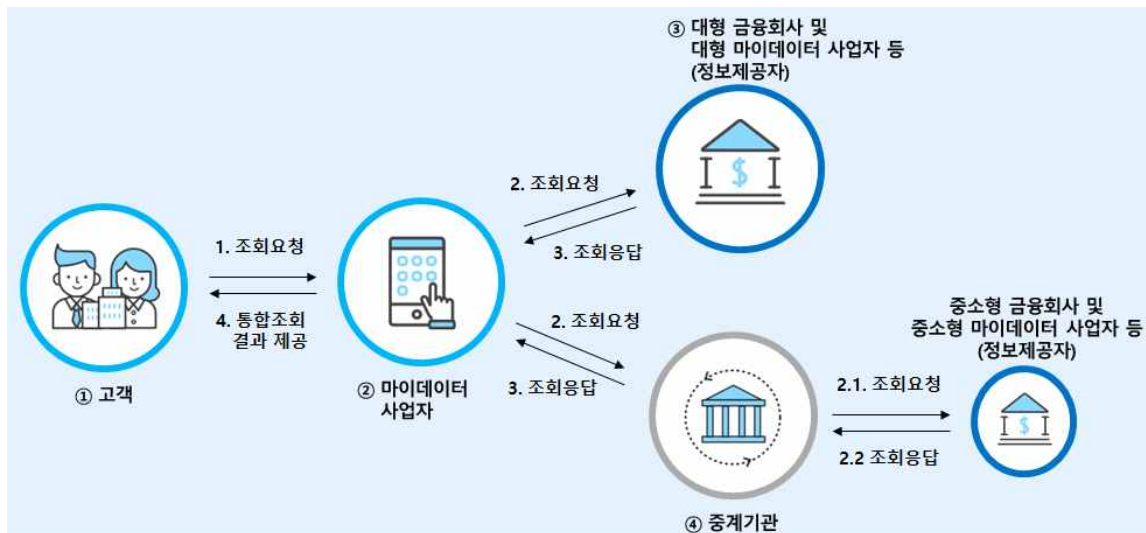 ③ 대형 금융회사 및
대형 마이데이터 사업자 등
(정보제공자)
$
2. 조회요청
3. 조회응답
1. 조회요청
4. 통합조회
결과 제공
① 고객
② 마이데이터
사업자
2. 조회요청
3. 조회응답
중소형 금융회사 및
중소형 마이데이터 사업자 등
(정보제공자)
2.1. 조회요청
2.2 조회응답
$
④ 중계기관